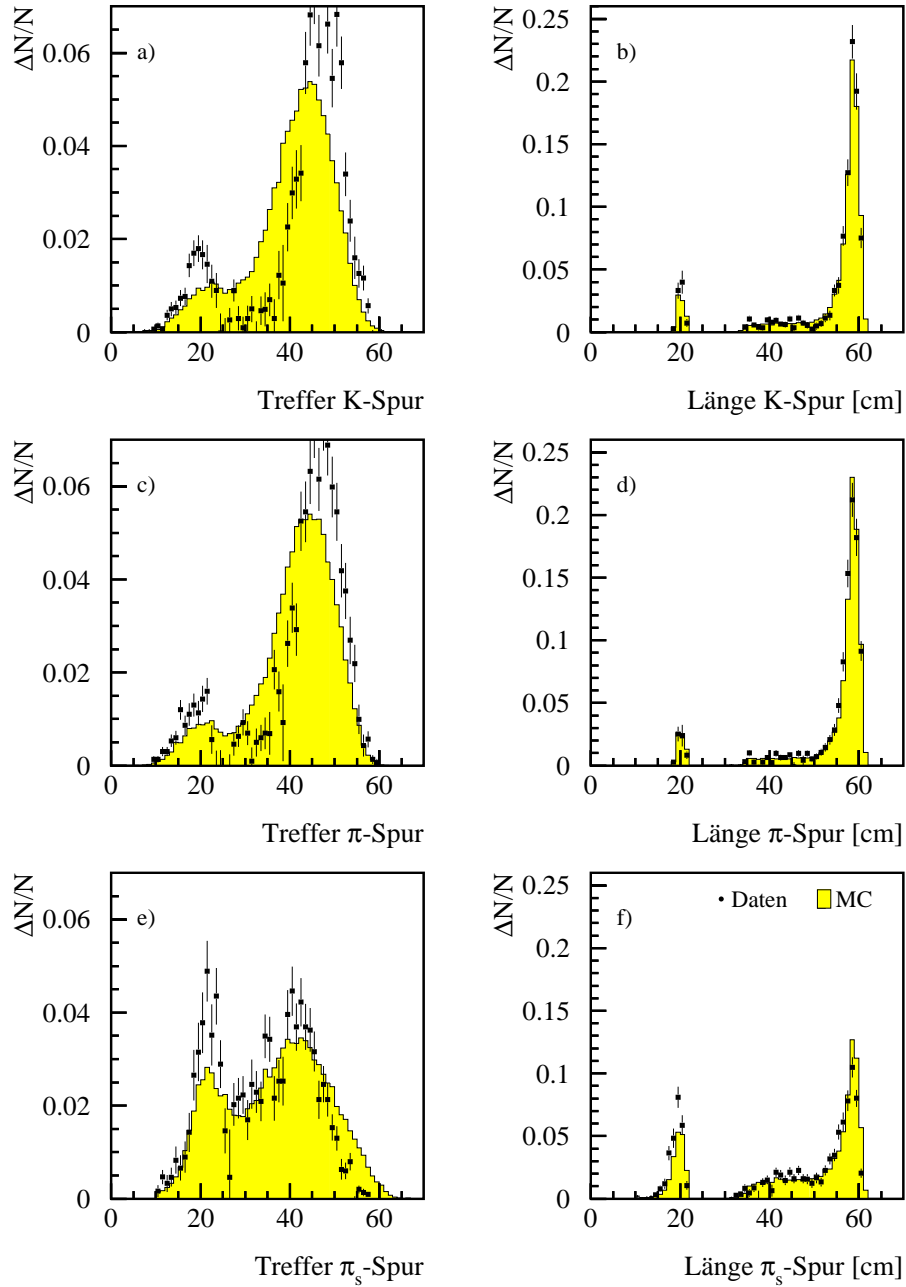 ΔN/N
a)
0.06
0.04
0.02
0
0 20 40 60
Treffer K-Spur
ΔN/N
b)
0.25
0.2
0.15
0.1
0.05
0
0 20 40 60
Länge K-Spur [cm]
ΔN/N
c)
0.06
0.04
0.02
0
0 20 40 60
Treffer π-Spur
ΔN/N
d)
0.25
0.2
0.15
0.1
0.05
0
0 20 40 60
Länge π-Spur [cm]
ΔN/N
e)
0.06
0.04
0.02
0
0 20 40 60
Treffer πs-Spur
ΔN/N
f)
Daten MC
0.25
0.2
0.15
0.1
0.05
0
0 20 40 60
Länge πs-Spur [cm]